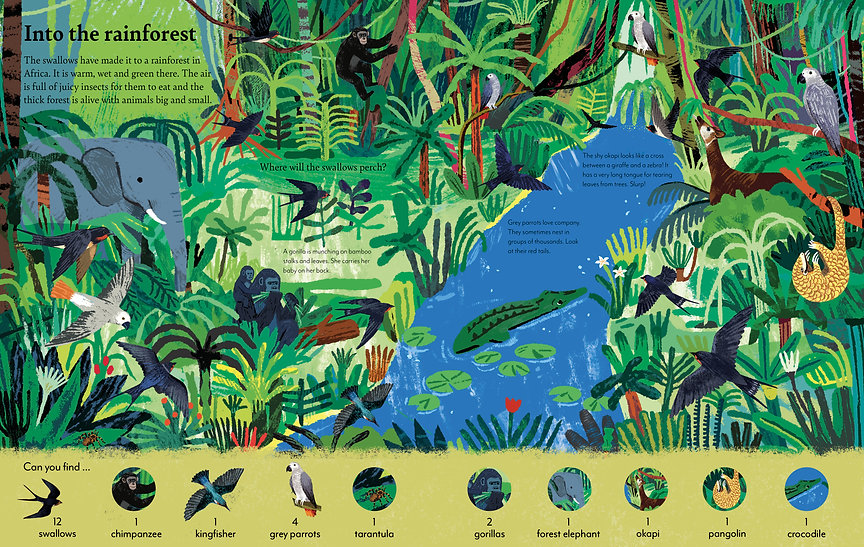 Into the rainforest
The swallows have made it to a rainforest in
Africa. It is warm, wet and green there. The air
is full of juicy insects for them to eat and the
thick forest is alive with animals big and small.
Where will the swallows perch?
The shy okapi looks like a cross
between a giraffe and a zebra! It
has a very long tongue for tearing
leaves from trees. Slurp!
Grey parrots love company.
They sometimes nest in
groups of thousands. Look
at their red tails.
A gorilla is munching on bamboo
stalks and leaves. She carries her
baby on her back.
Can you find ...
12
swallows
1
chimpanzee
1
kingfisher
4
grey parrots
1
tarantula
2
gorillas
1
forest elephant
1
okapi
1
pangolin
1
crocodile